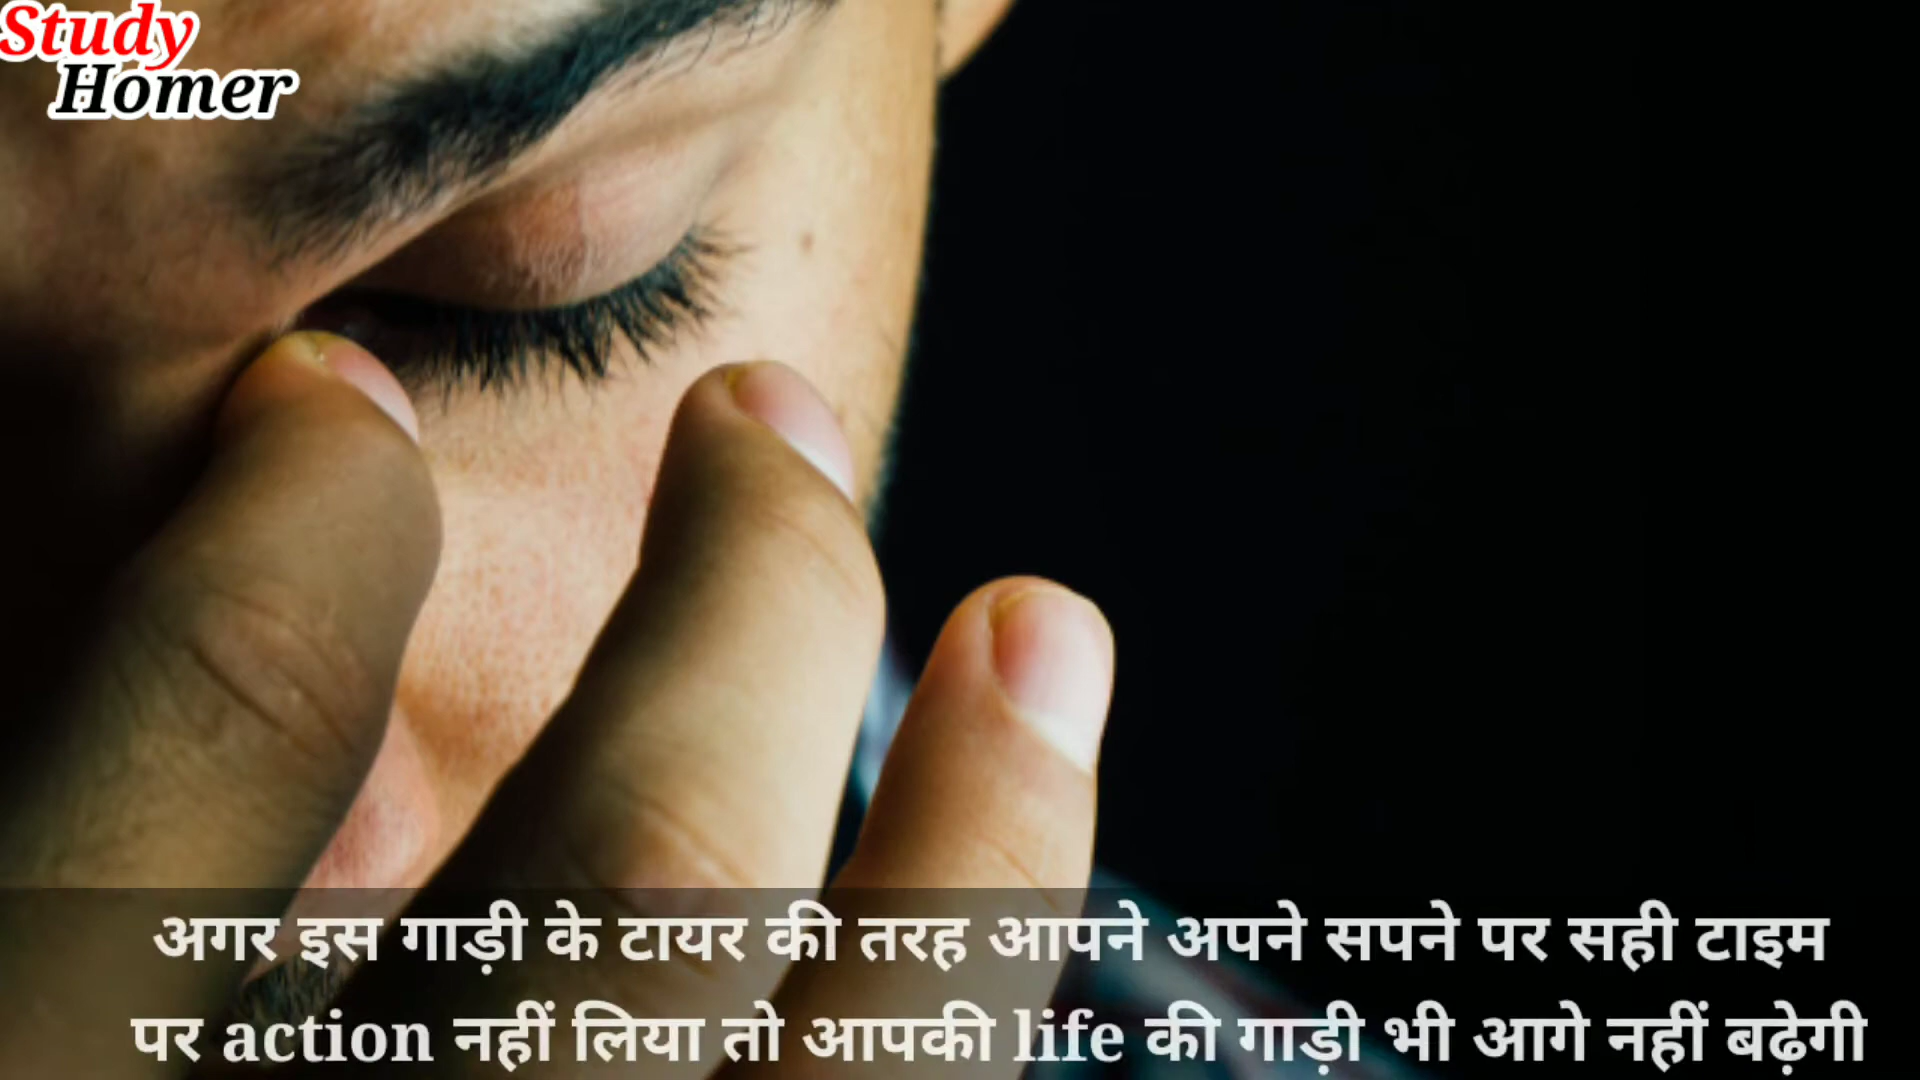 Study
Homer
अगर इस गाड़ी के टायर की तरह आपने अपने सपने पर सही टाइम
पर action नहीं लिया तो आपकी life की गाड़ी भी आगे नहीं बढ़ेगी